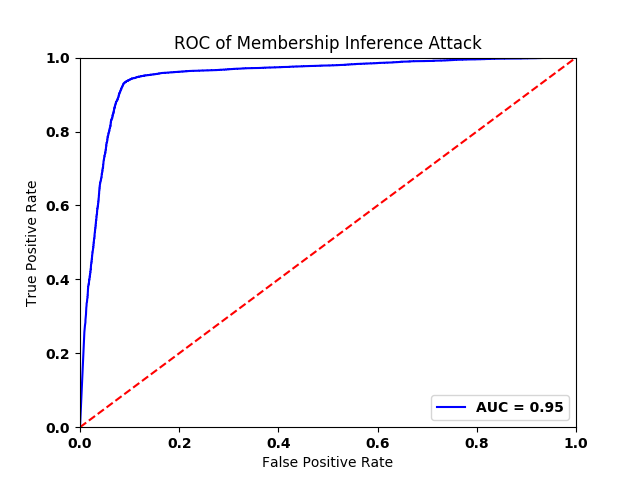 ROC of Membership Inference Attack
1.0
0.8
0.6
0.4
0.2
0.0
True Positive Rate
AUC = 0.95
0.0 0.2 0.4 0.6 0.8 1.0
False Positive Rate